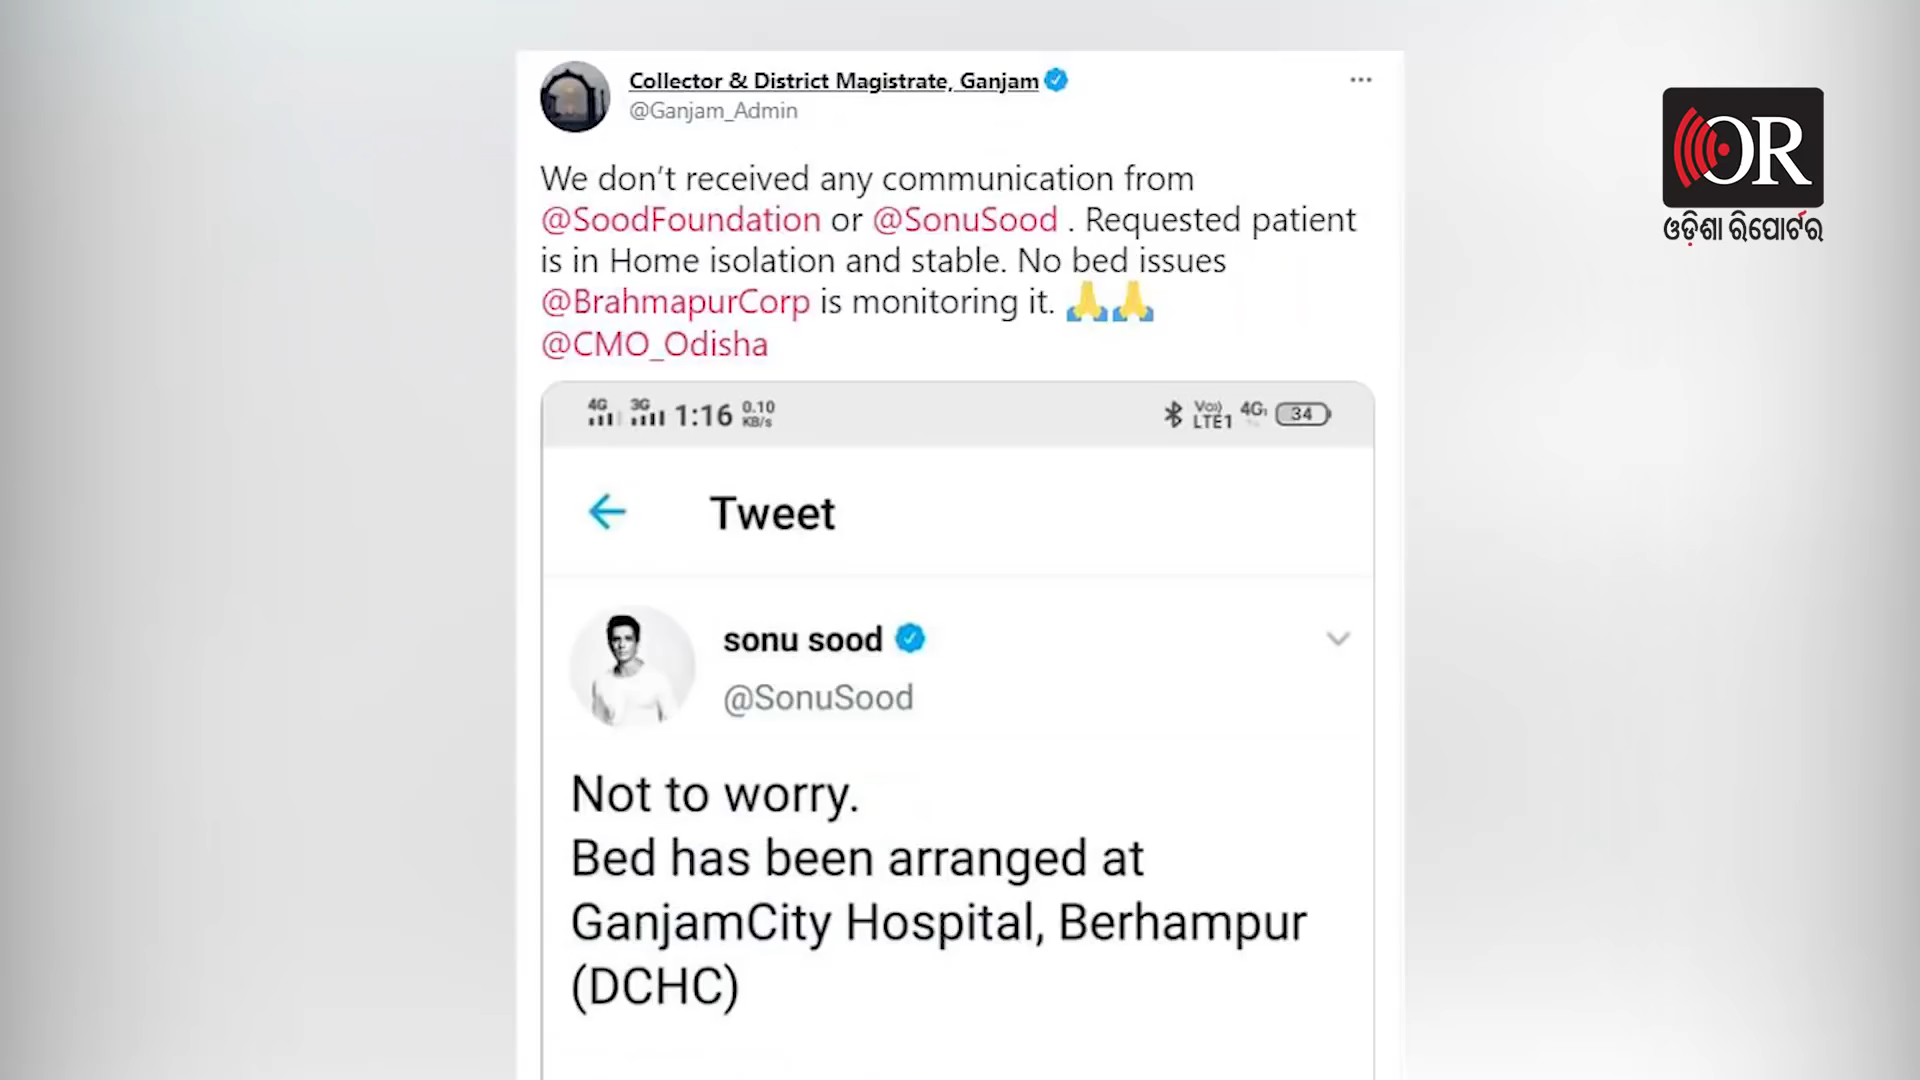 Collector & District Magistrate, Ganjam
@Ganjam_Admin
We don't received any communication from
@SoodFoundation or @SonuSood . Requested patient
is in Home isolation and stable. No bed issues
@BrahmapurCorp is monitoring it. 🙏🙏
@CMO_Odisha
4G 3G 1:16 0.10 KB/s Vo)) LTE1 4G 34
Tweet
sonu sood
@SonuSood
Not to worry.
Bed has been arranged at
GanjamCity Hospital, Berhampur
(DCHC)
OR
ଓଡ଼ିଶା ରିପୋର୍ଟର